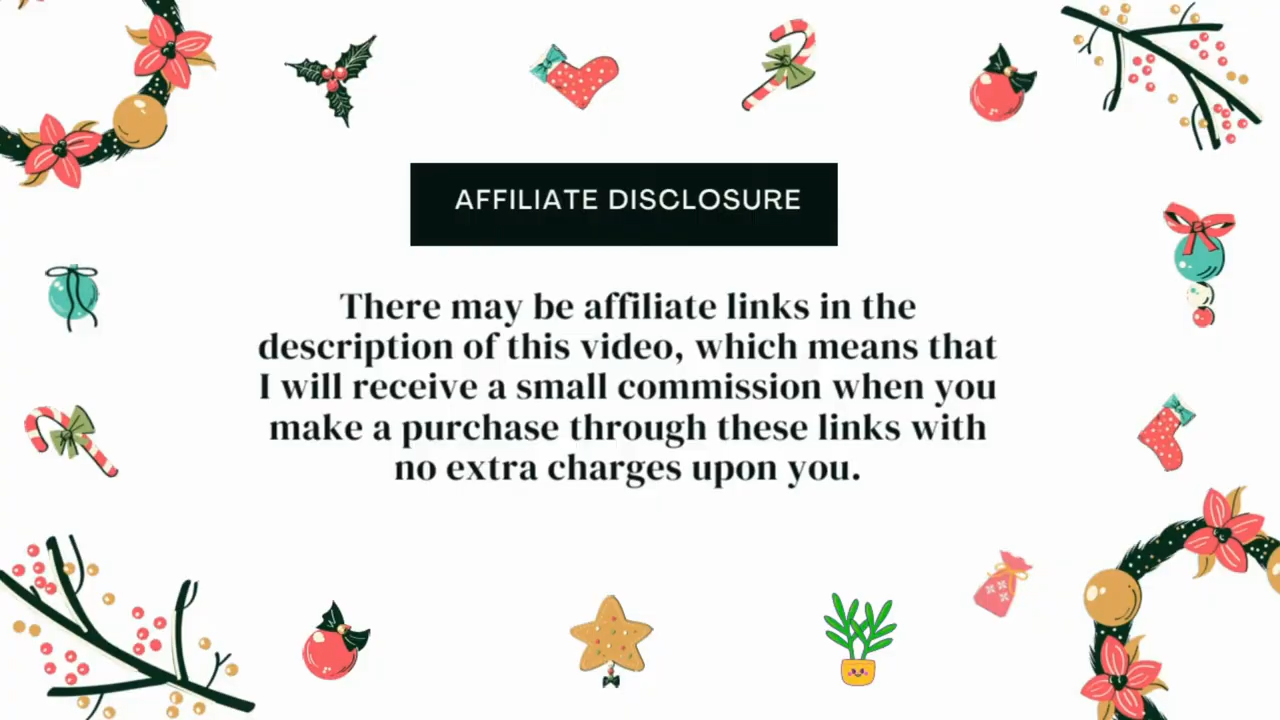 AFFILIATE DISCLOSURE
There may be affiliate links in the
description of this video, which means that
I will receive a small commission when you
make a purchase through these links with
no extra charges upon you.